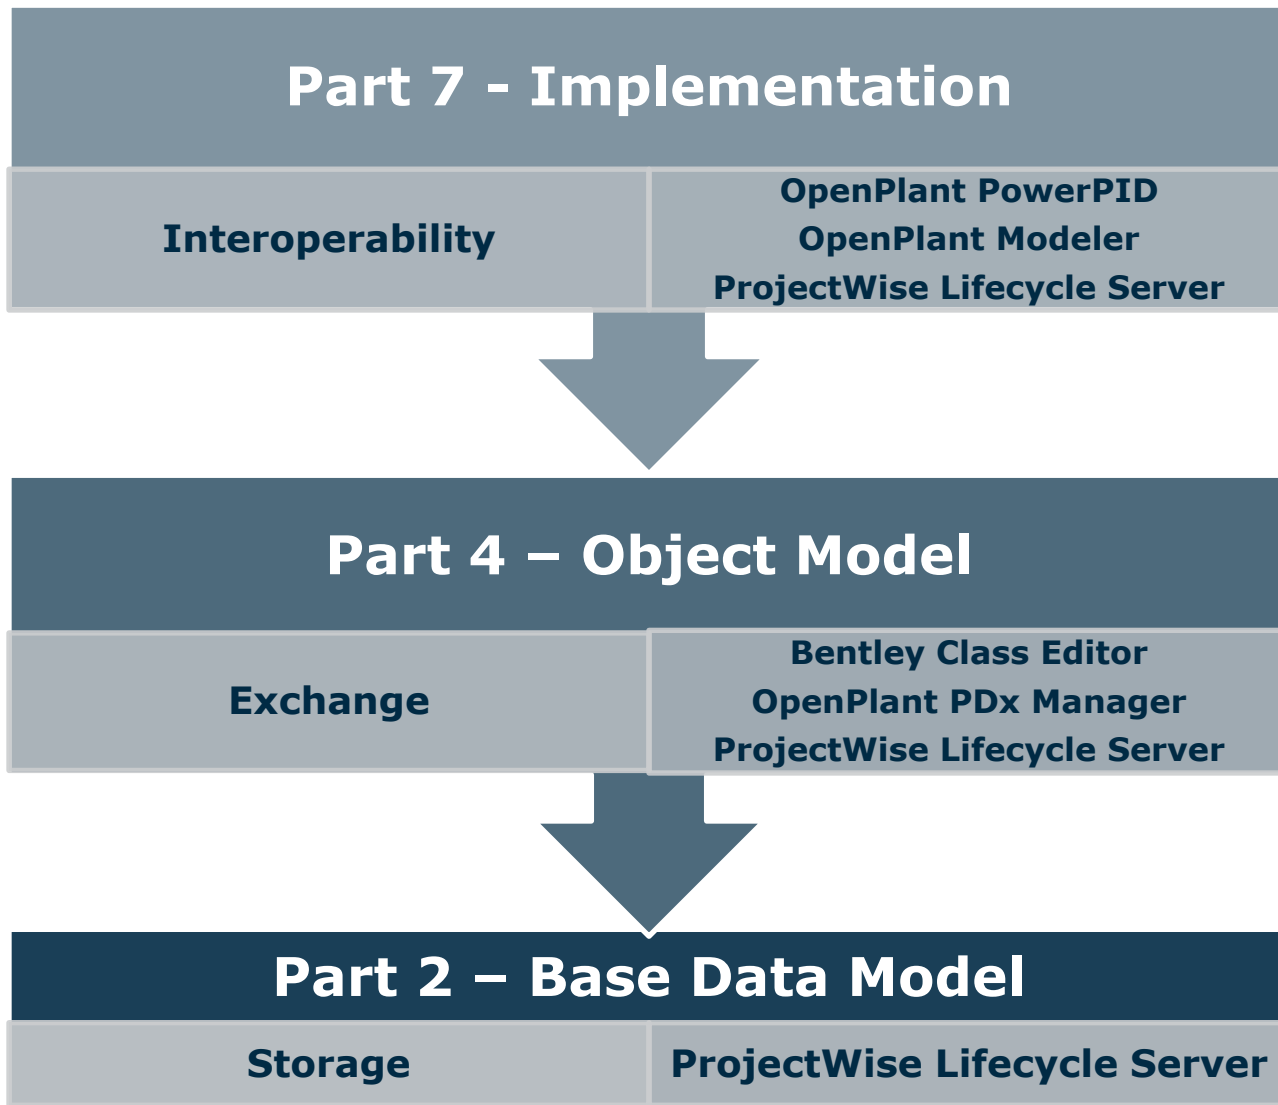 Part 7 - Implementation
Interoperability
OpenPlant PowerPID
OpenPlant Modeler
ProjectWise Lifecycle Server
Part 4 – Object Model
Exchange
Bentley Class Editor
OpenPlant PDx Manager
ProjectWise Lifecycle Server
Part 2 – Base Data Model
Storage
ProjectWise Lifecycle Server